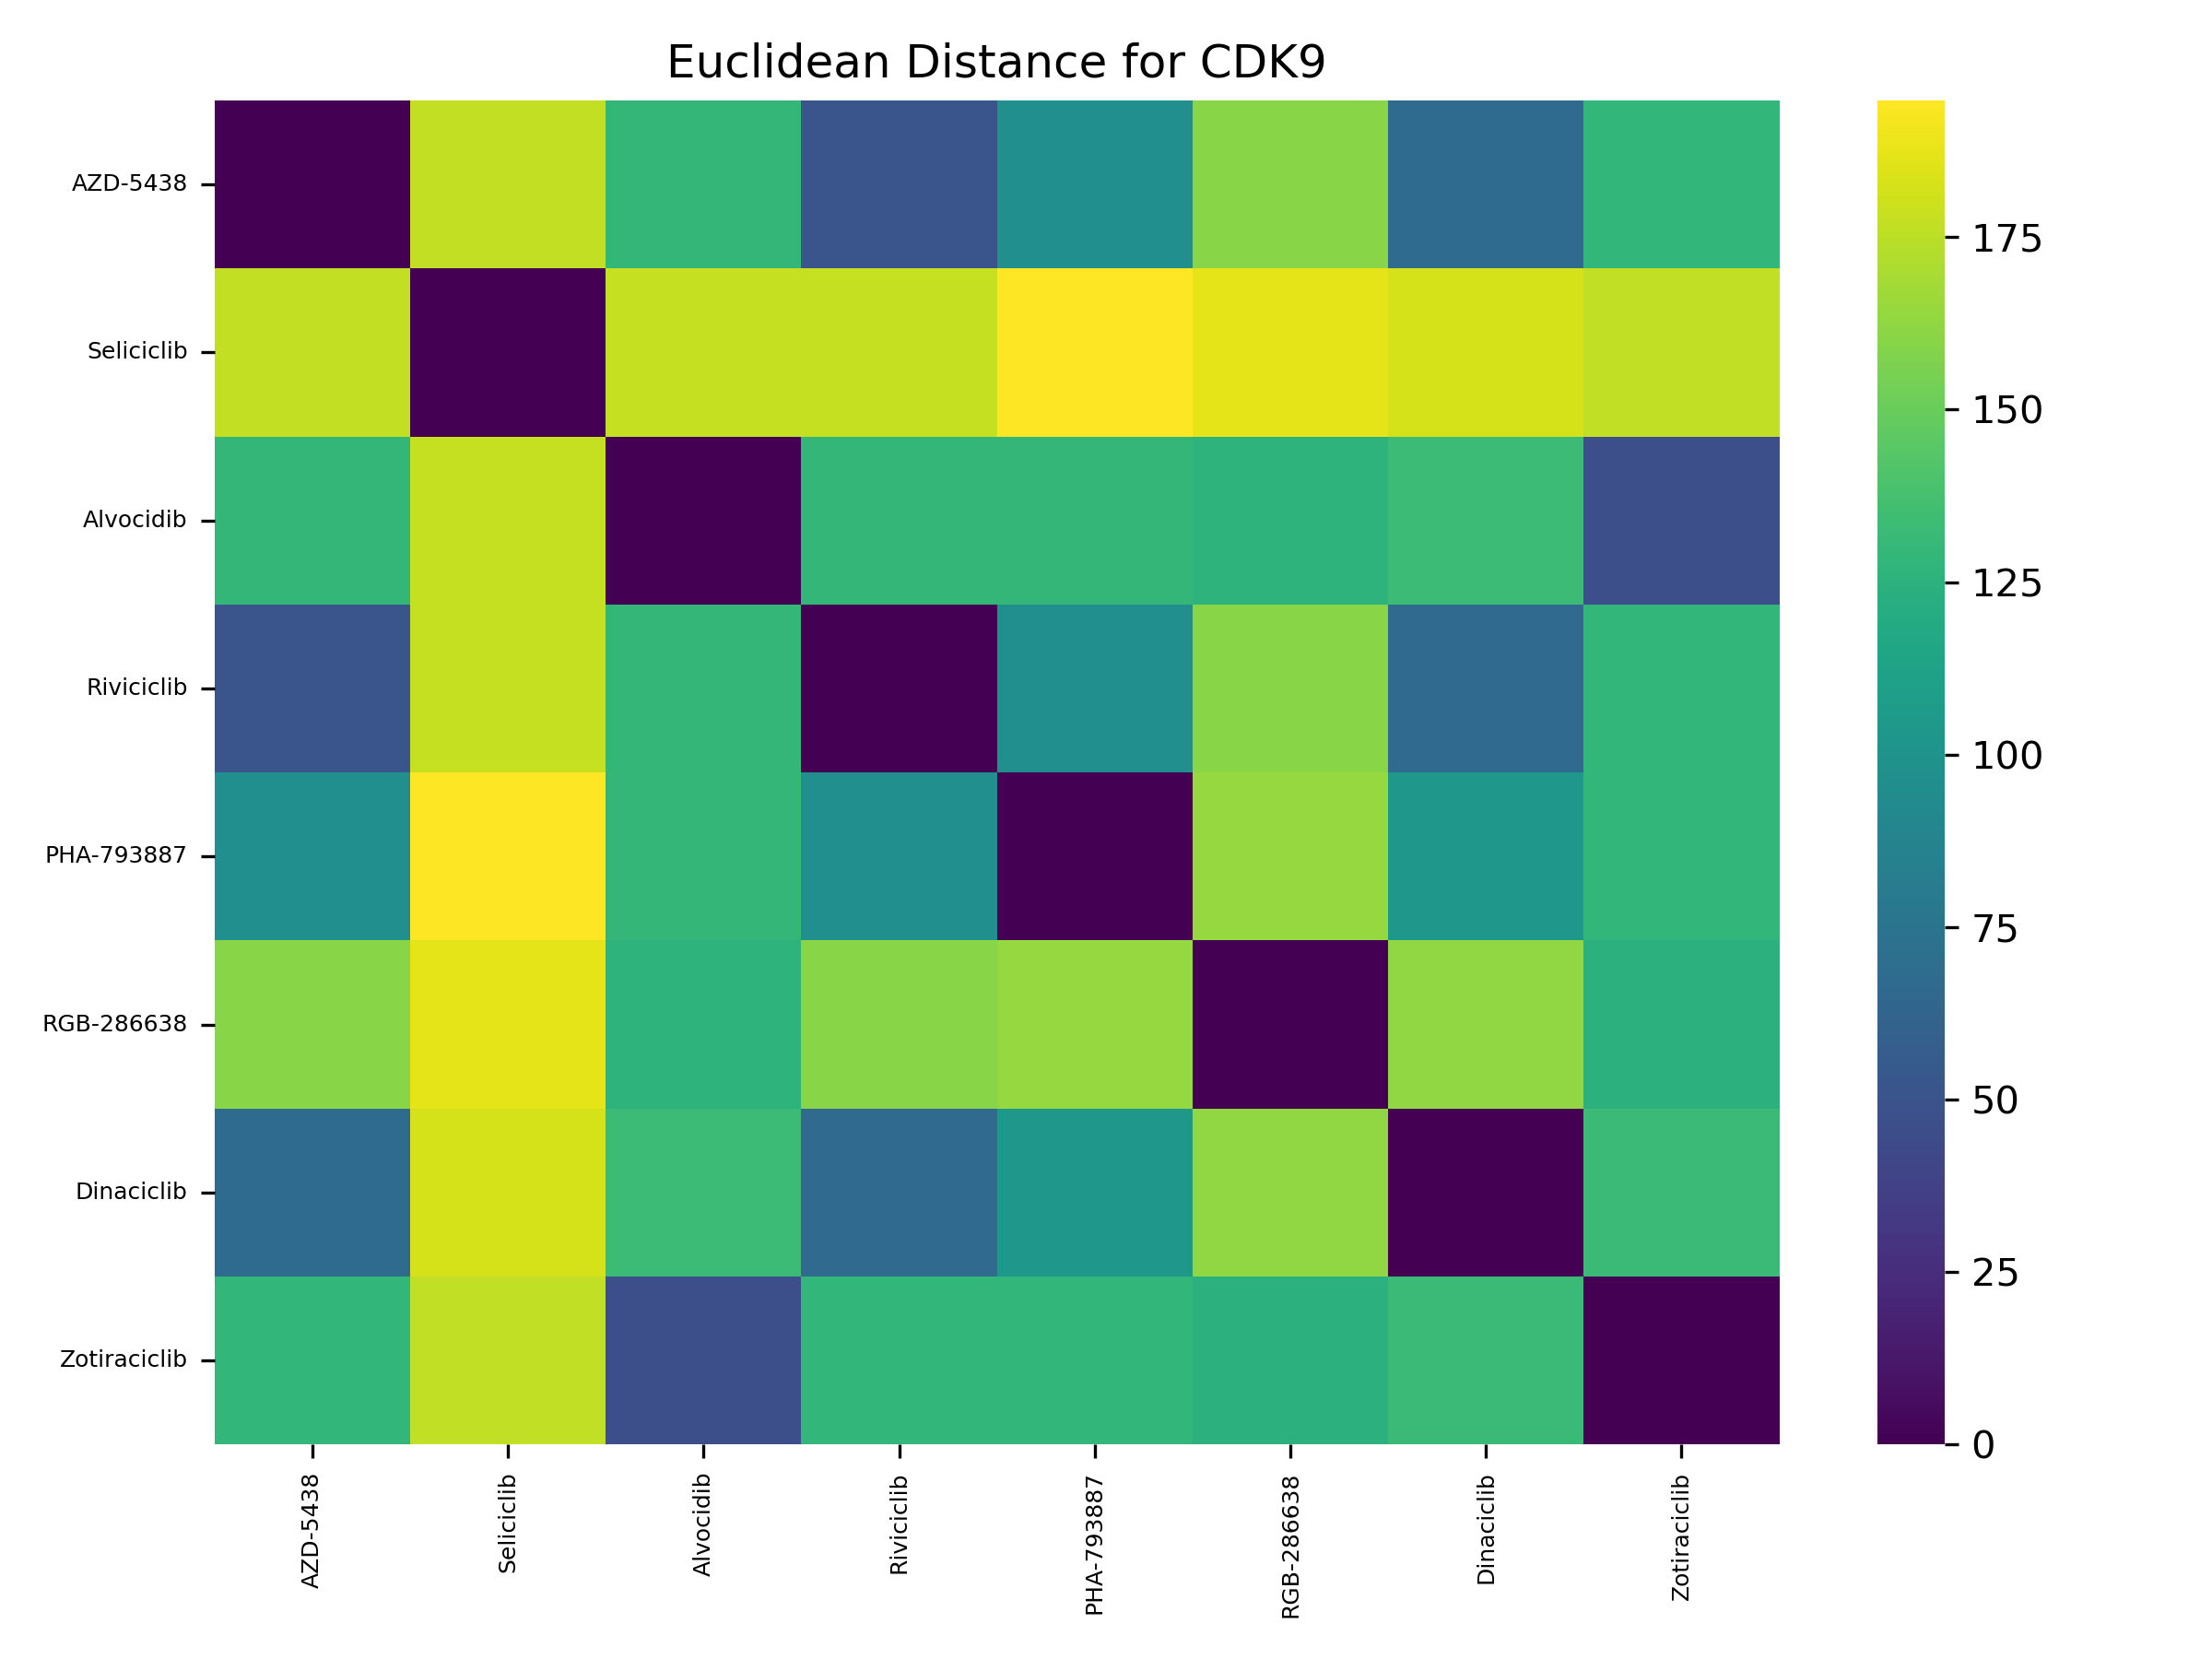 Euclidean Distance for CDK9
AZD-5438
Seliciclib
Alvocidib
Riviciclib
PHA-793887
RGB-286638
Dinaciclib
Zotiraciclib
AZD-5438
Seliciclib
Alvocidib
Riviciclib
PHA-793887
RGB-286638
Dinaciclib
Zotiraciclib
175
150
125
100
75
50
25
0